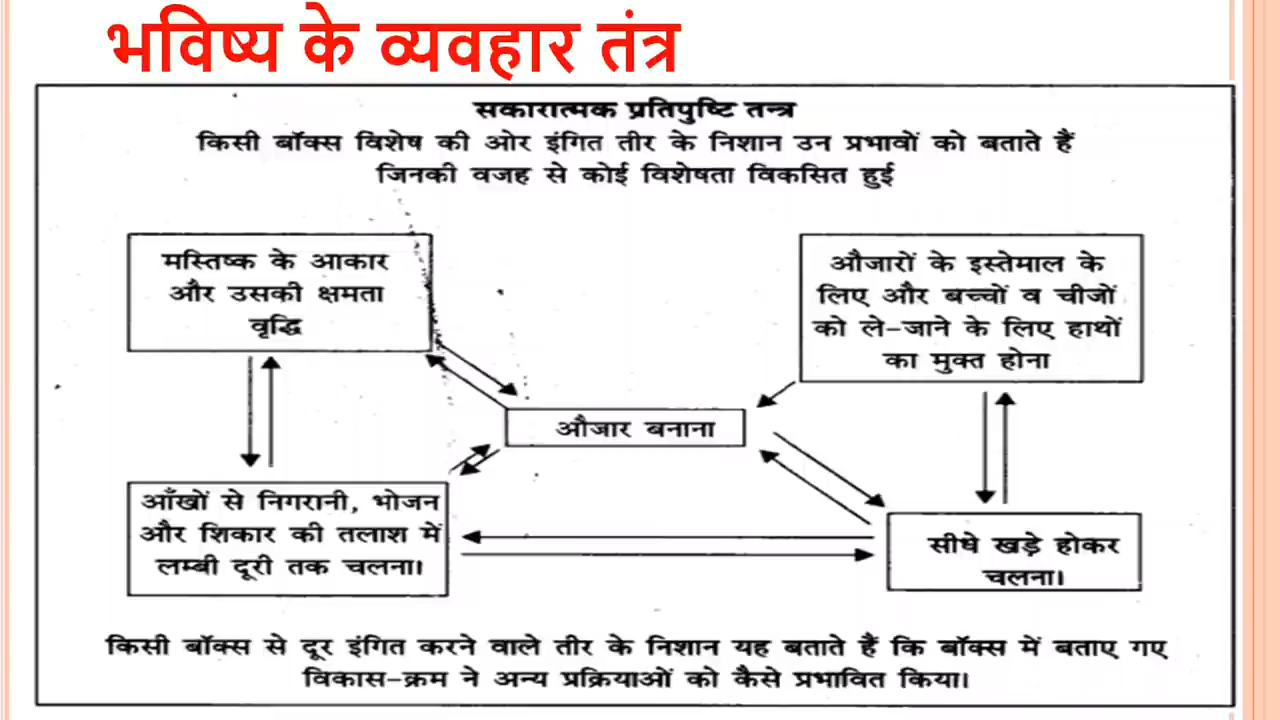 भविष्य के व्यवहार तंत्र
सकारात्मक प्रतिपुष्टि तन्त्र
किसी बॉक्स विशेष की ओर इंगित तीर के निशान उन प्रभावों को बताते हैं
जिनकी वजह से कोई विशेषता विकसित हुई
मस्तिष्क के आकार
और उसकी क्षमता
वृद्धि
औजारों के इस्तेमाल के
लिए और बच्चों व चीजों
को ले-जाने के लिए हाथों
का मुक्त होना
औजार बनाना
आँखों से निगरानी, भोजन
और शिकार की तलाश में
लम्बी दूरी तक चलना।
सीधे खड़े होकर
चलना।
किसी बॉक्स से दूर इंगित करने वाले तीर के निशान यह बताते हैं कि बॉक्स में बताए गए
विकास-क्रम ने अन्य प्रक्रियाओं को कैसे प्रभावित किया।